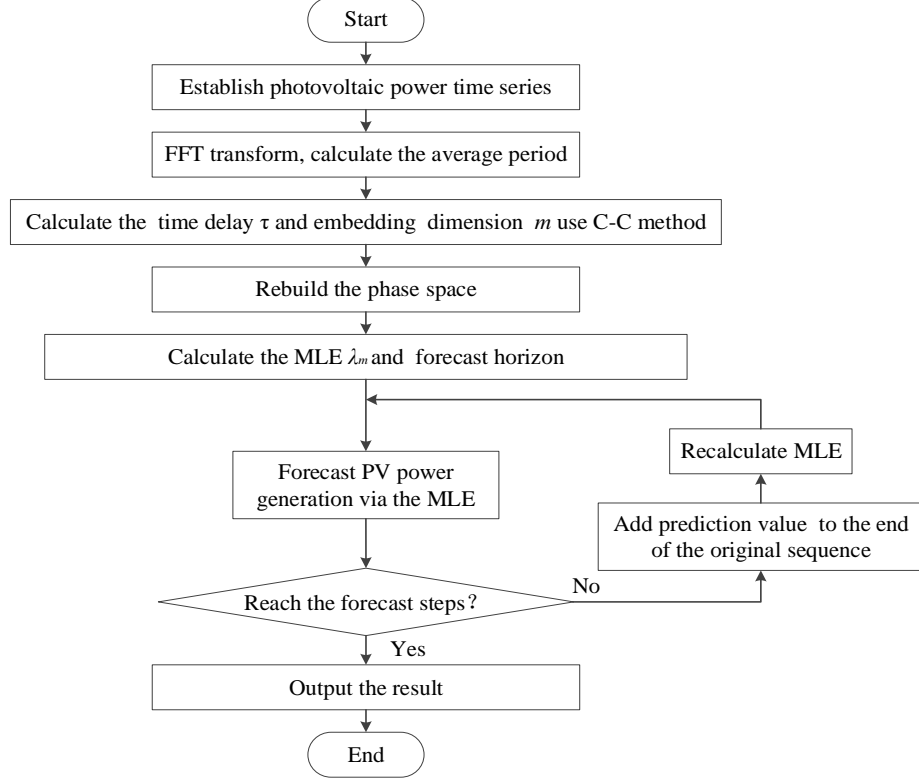 Start
Establish photovoltaic power time series
FFT transform, calculate the average period
Calculate the time delay τ and embedding dimension m use C-C method
Rebuild the phase space
Calculate the MLE λm and forecast horizon
Forecast PV power
generation via the MLE
Recalculate MLE
Add prediction value to the end
of the original sequence
Reach the forecast steps？
No
Yes
Output the result
End